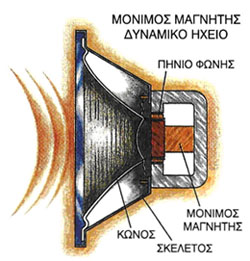 ΜΟΝΙΜΟΣ ΜΑΓΝΗΤΗΣ
ΔΥΝΑΜΙΚΟ ΗΧΕΙΟ
ΠΗΝΙΟ ΦΩΝΗΣ
ΜΟΝΙΜΟΣ
ΜΑΓΝΗΤΗΣ
ΚΩΝΟΣ
ΣΚΕΛΕΤΟΣ